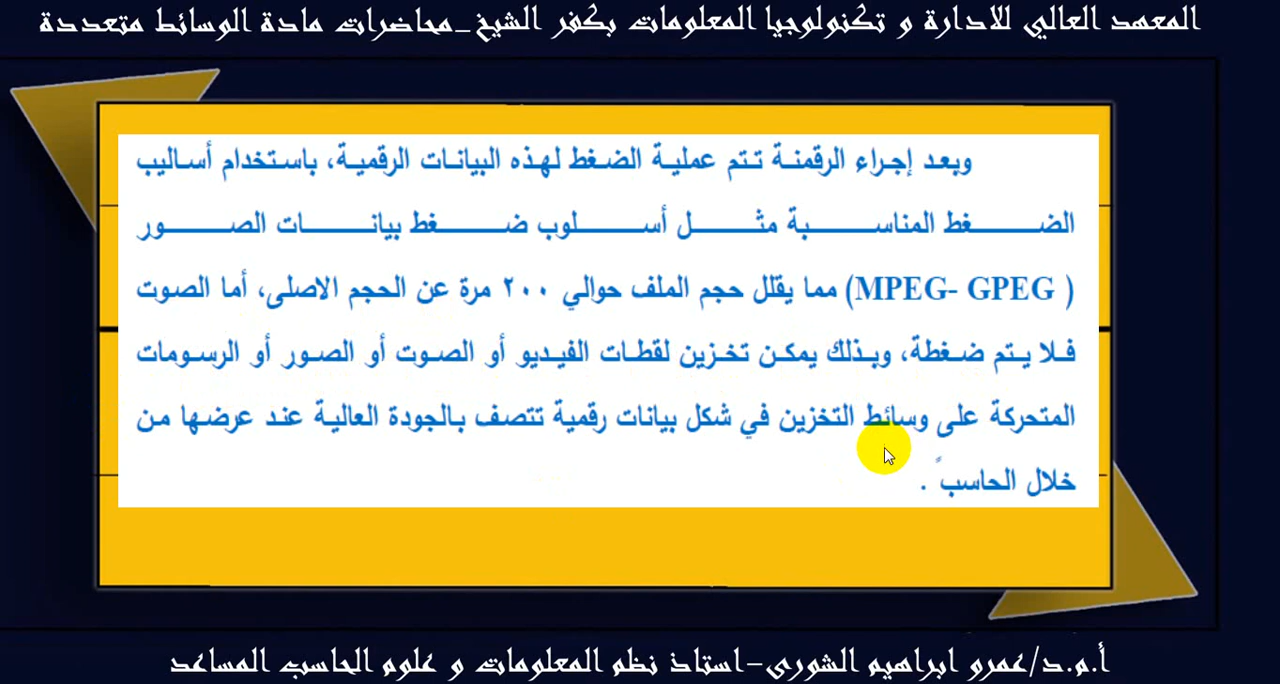 المعهد العالي للادارة و تكنولوجيا المعلومات بكفر الشيخ_محاضرات مادة الوسائط متعددة
وبعد إجراء الرقمنة تتم عملية الضغط لهذه البيانات الرقمية، باستخدام أساليب
الضغط المناسبة مثل أسلوب ضغط بيانات الصور
( MPEG- GPEG) مما يقلل حجم الملف حوالي ٢٠٠ مرة عن الحجم الاصلى، أما الصوت
فلا يتم ضغطة، وبذلك يمكن تخزين لقطات الفيديو أو الصوت أو الصور أو الرسومات
المتحركة على وسائط التخزين في شكل بيانات رقمية تتصف بالجودة العالية عند عرضها من
خلال الحاسبً .
أ.م.د/عمرو ابراهيم الشورى-استاذ نظم المعلومات و علوم الحاسب المساعد